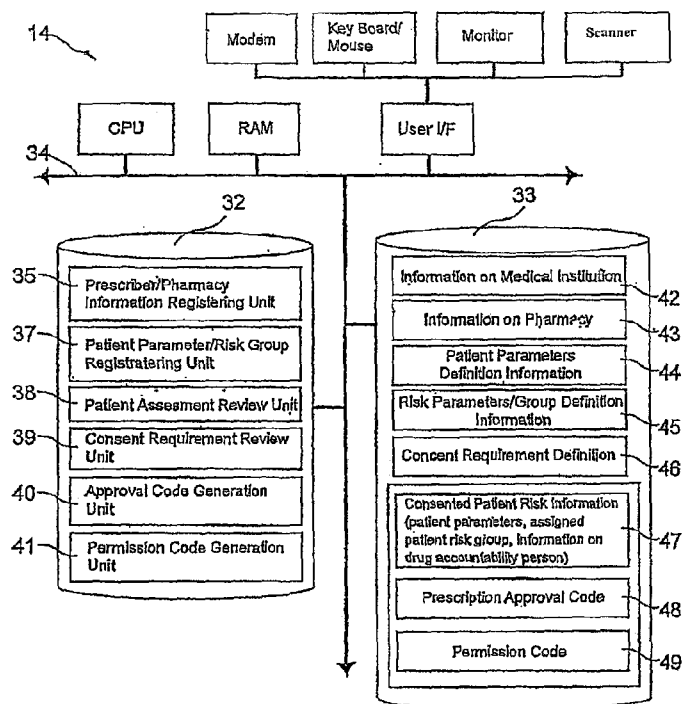 14
Modem
Key Board/
Mouse
Monitor
Scanner
CPU
RAM
User I/F
34
32
33
35
Prescriber/Pharmacy
Information Registering Unit
37
Patient Parameter/Risk Group
Registratering Unit
38
Patient Assesment Review Unit
39
Consent Requirement Review
Unit
40
Approval Code Generation
Unit
41
Permission Code Generation
Unit
Information on Medical Institution
42
Information on Pharmacy
43
Patient Parameters
Definition Information
44
Risk Parameters/Group Definition
Information
45
Concent Requirement Definition
46
Consented Patient Risk Information
(patient parameters, assigned
patient risk group, information on
drug accountability person)
47
Prescription Approval Code
48
Permission Code
49